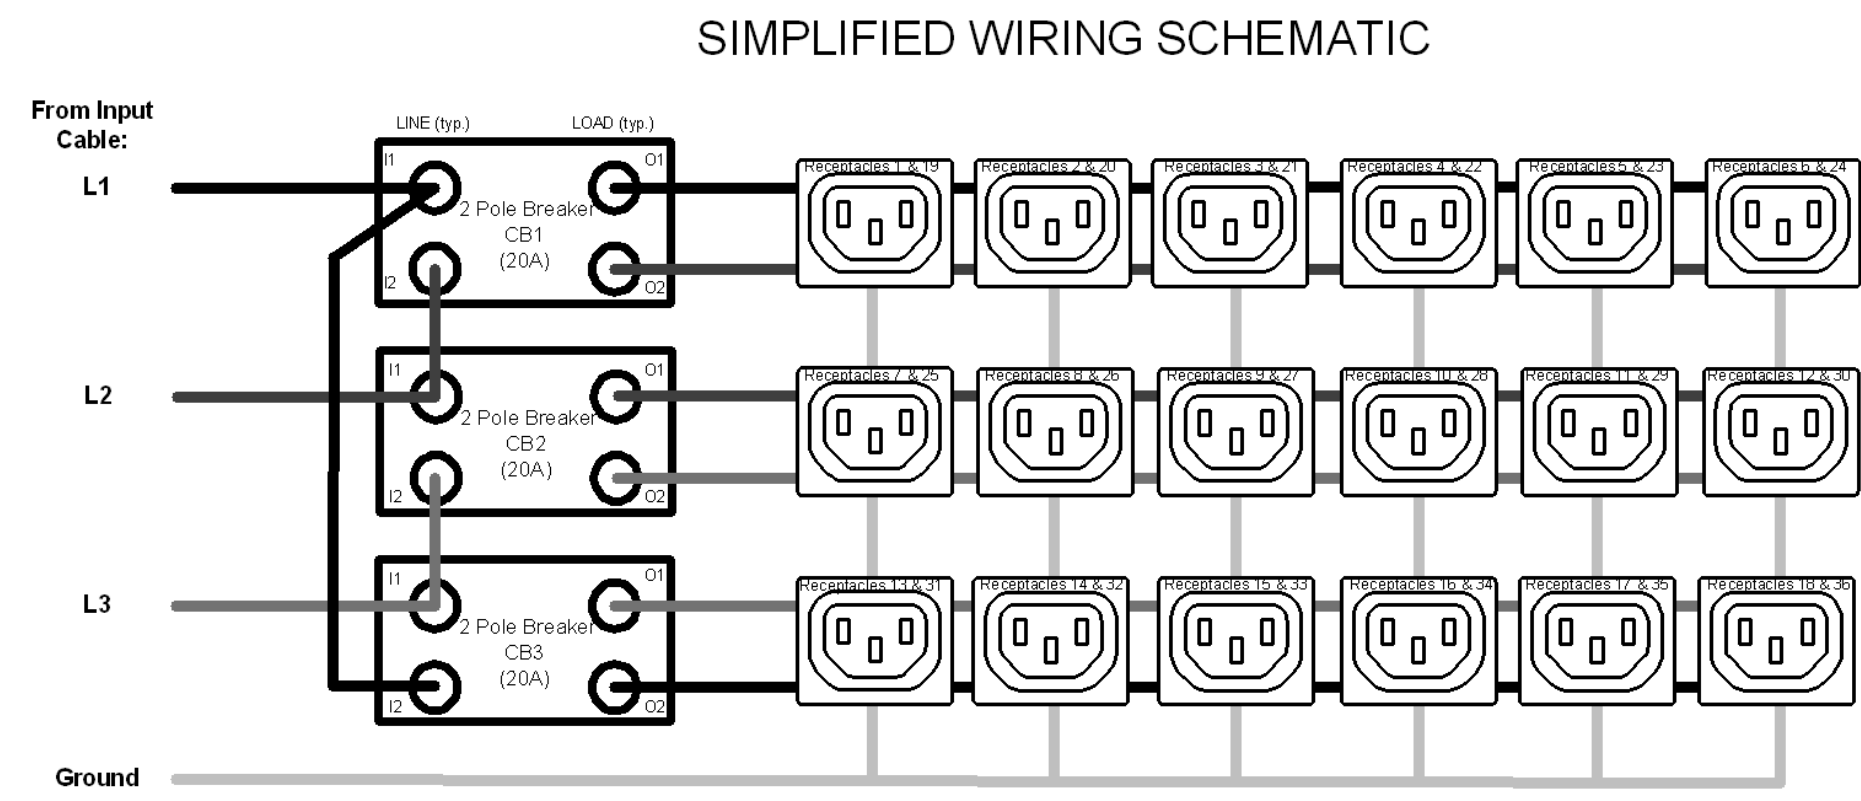 SIMPLIFIED WIRING SCHEMATIC
From Input
Cable:
LINE (typ.)
LOAD (typ.)
L1
I1
O1
2 Pole Breaker
CB1
(20A)
I2
O2
Receptacles 1 & 19
Receptacles 2 & 20
Receptacles 3 & 21
Receptacles 4 & 22
Receptacles 5 & 23
Receptacles 6 & 24
L2
I1
O1
2 Pole Breaker
CB2
(20A)
I2
O2
Receptacles 7 & 25
Receptacles 8 & 26
Receptacles 9 & 27
Receptacles 10 & 28
Receptacles 11 & 29
Receptacles 12 & 30
L3
I1
O1
2 Pole Breaker
CB3
(20A)
I2
O2
Receptacles 13 & 31
Receptacles 14 & 32
Receptacles 15 & 33
Receptacles 16 & 34
Receptacles 17 & 35
Receptacles 18 & 36
Ground